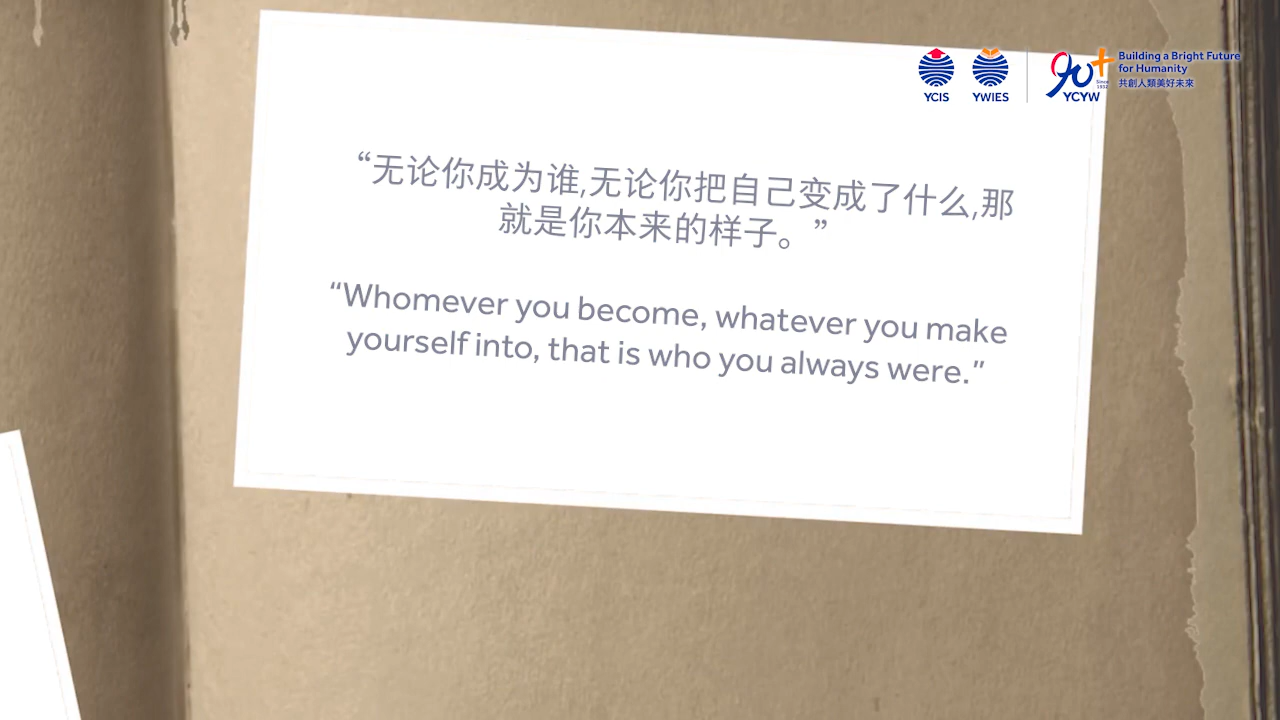 YCIS
YWIES
90+
Since 1932
YCYW
Building a Bright Future
for Humanity
共創人類美好未來
“无论你成为谁,无论你把自己变成了什么,那
就是你本来的样子。”
“Whomever you become, whatever you make
yourself into, that is who you always were.”